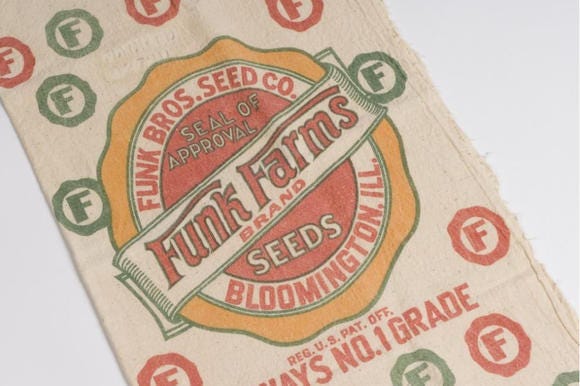 F
F
F
F
F
FUNK BROS. SEED CO.
SEAL OF
APPROVAL
Funk Farms
BRAND
SEEDS
BLOOMINGTON, ILL.
F
F
REG. U.S. PAT. OFF.
NO.1 GRADE
F
F
F